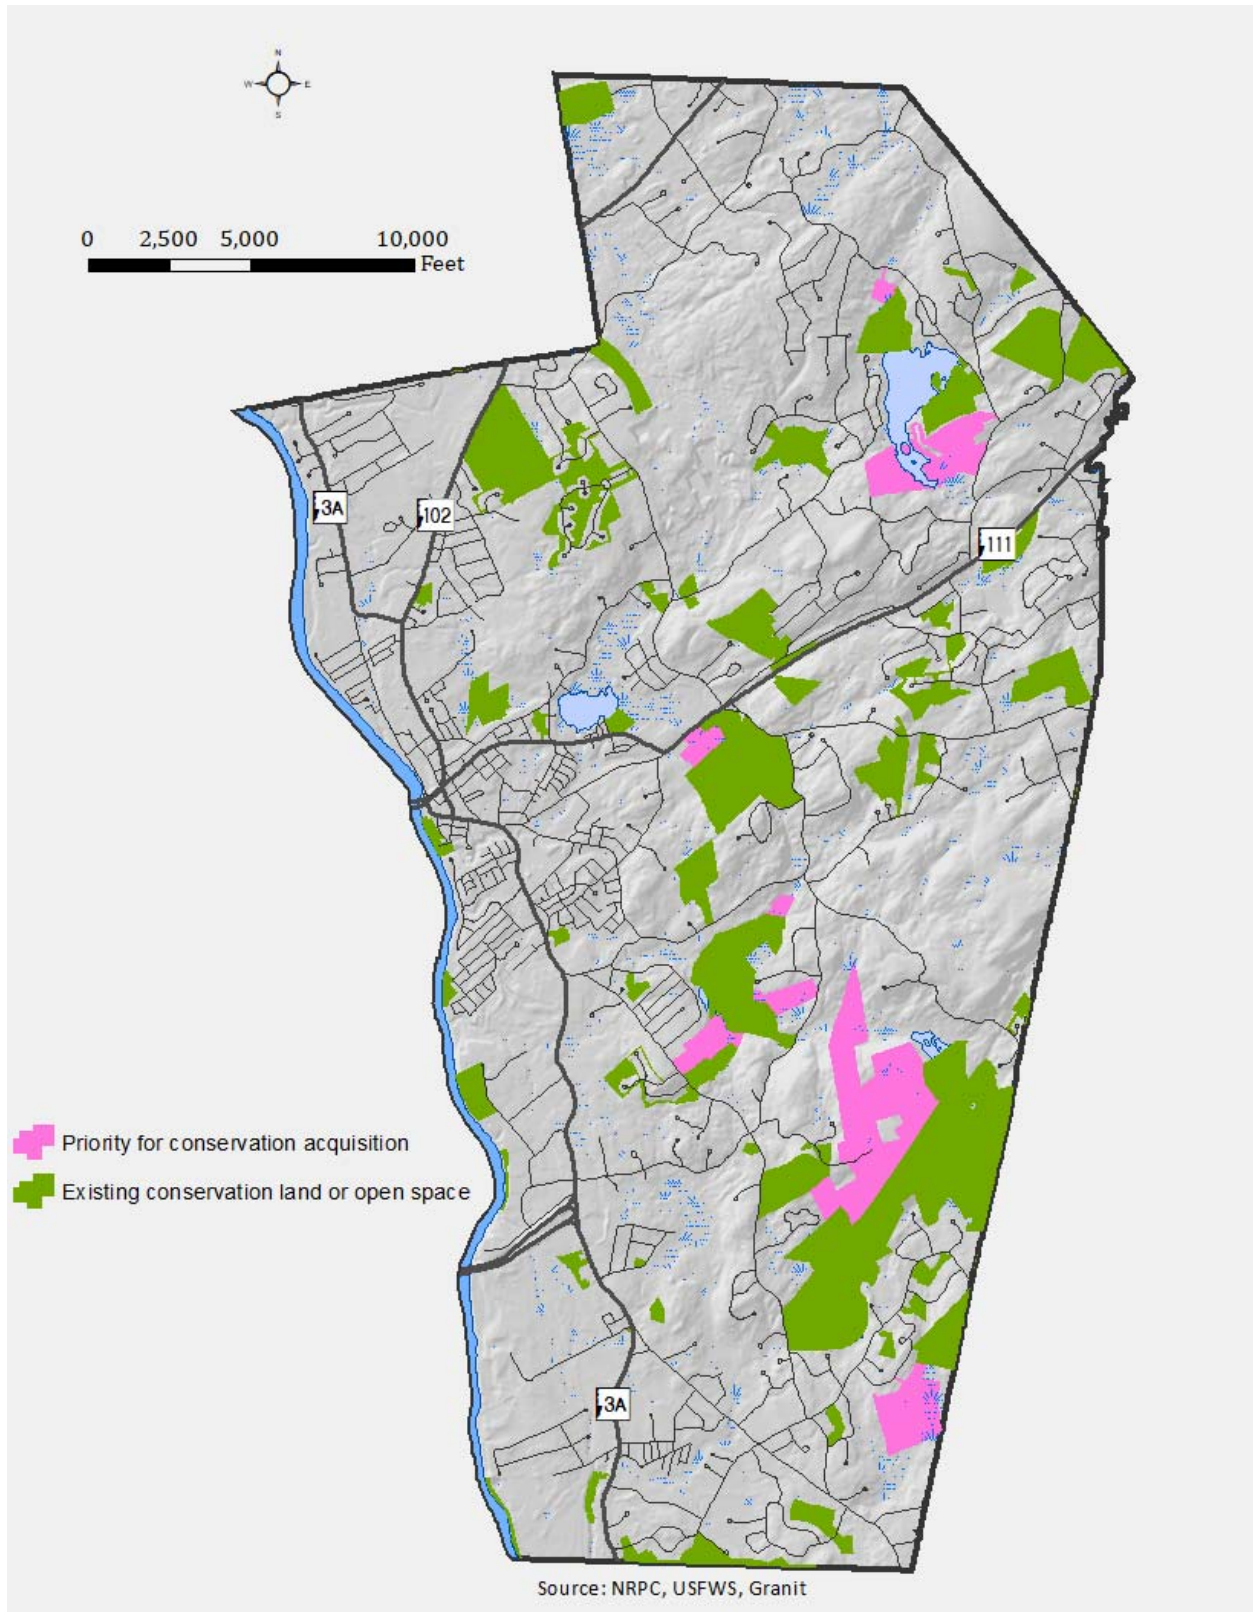 N
W E
S
0 2,500 5,000 10,000
Feet
3A
102
111
Priority for conservation acquisition
Existing conservation land or open space
3A
Source: NRPC, USFWS, Granit